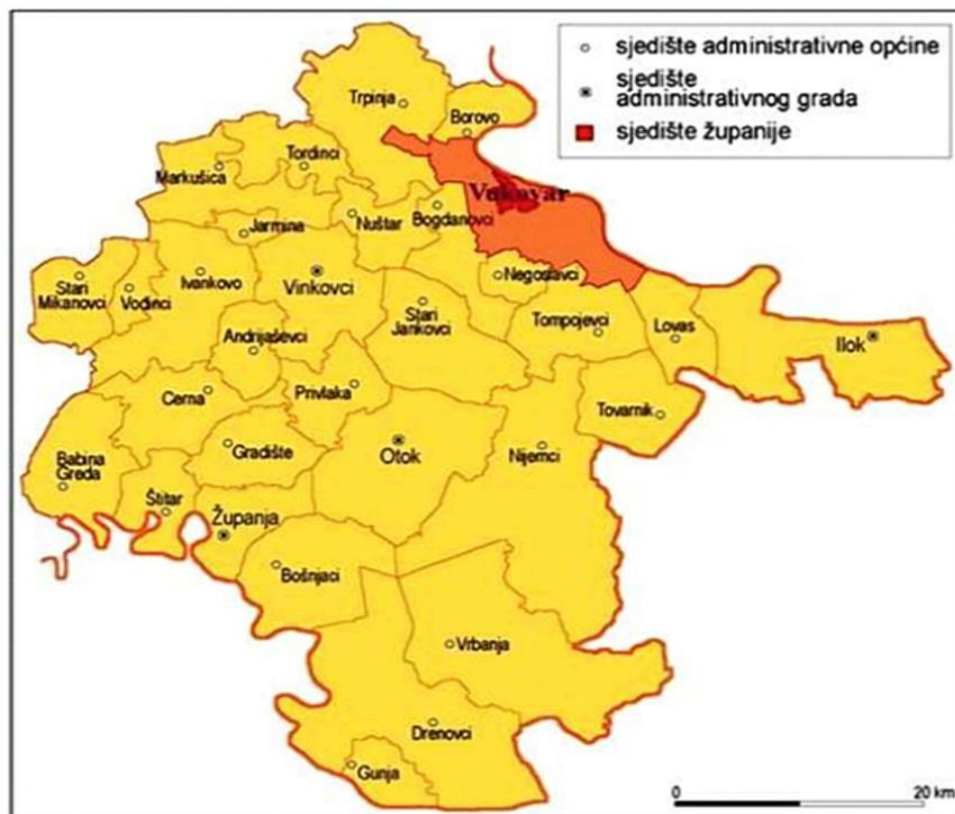 sjedište administrativne općine
sjedište
administrativnog grada
sjedište županije
Trpinja
Borovo
Tordinci
Markušica
Vukovar
Jarmina
Nuštar
Bogdanovci
Stari
Mikanovci
Vođinci
Ivankovo
Vinkovci
Negoslavci
Stari
Jankovci
Tompojevci
Lovas
Ilok
Andrijaševci
Cerna
Privlaka
Tovarnik
Babina
Greda
Gradište
Otok
Nijemci
Štitar
Županja
Bošnjaci
Vrbanja
Drenovci
Gunja
0
20 km